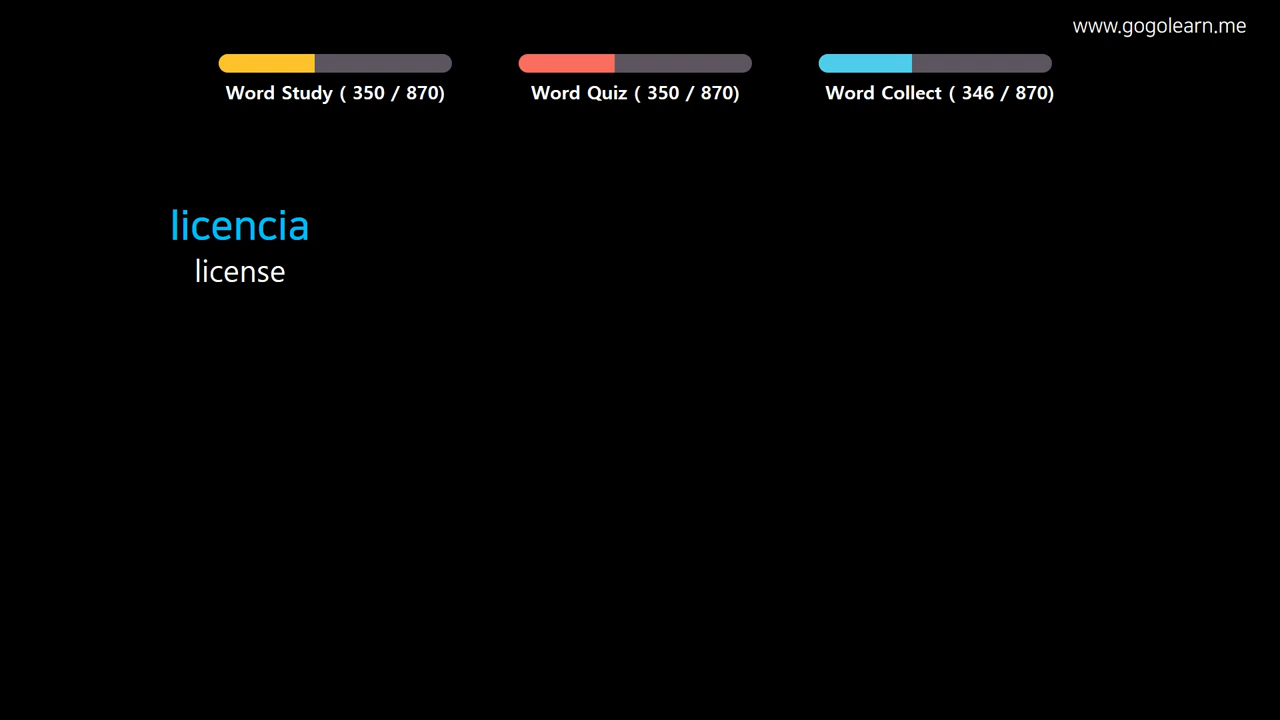 www.gogolearn.me
Word Study ( 350 / 870)
Word Quiz ( 350 / 870)
Word Collect ( 346 / 870)
licencia
license